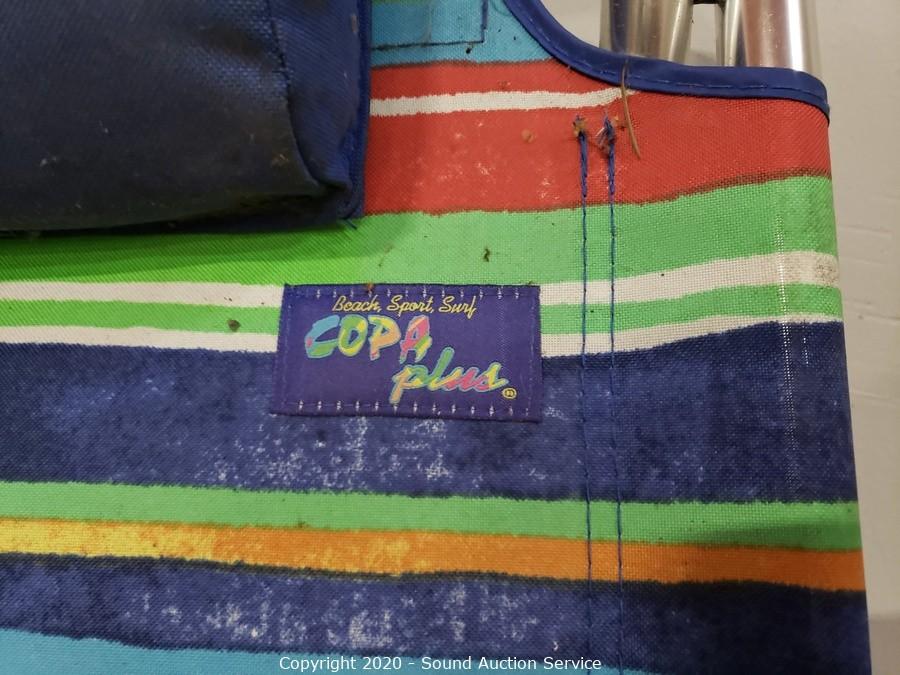 Beach, Sport, Surf
COPA
plus
Copyright 2020 - Sound Auction Service